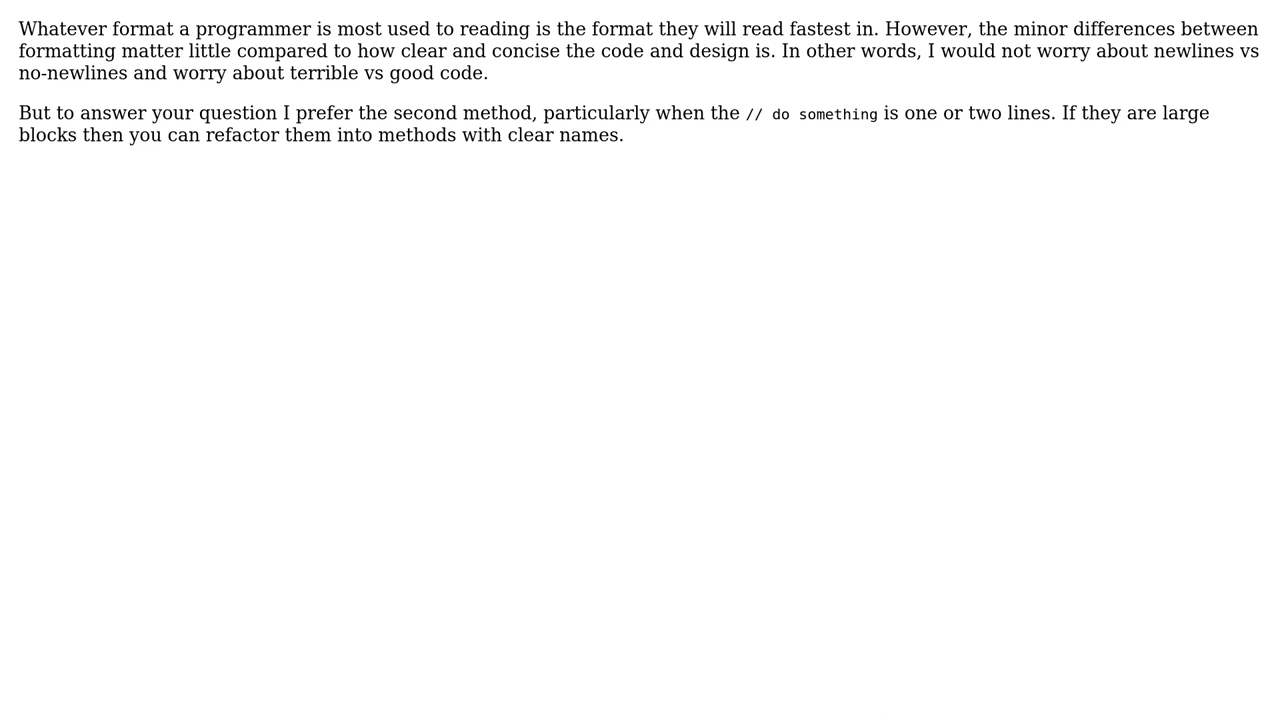 Whatever format a programmer is most used to reading is the format they will read fastest in. However, the minor differences between
formatting matter little compared to how clear and concise the code and design is. In other words, I would not worry about newlines vs
no-newlines and worry about terrible vs good code.
But to answer your question I prefer the second method, particularly when the // do something is one or two lines. If they are large
blocks then you can refactor them into methods with clear names.